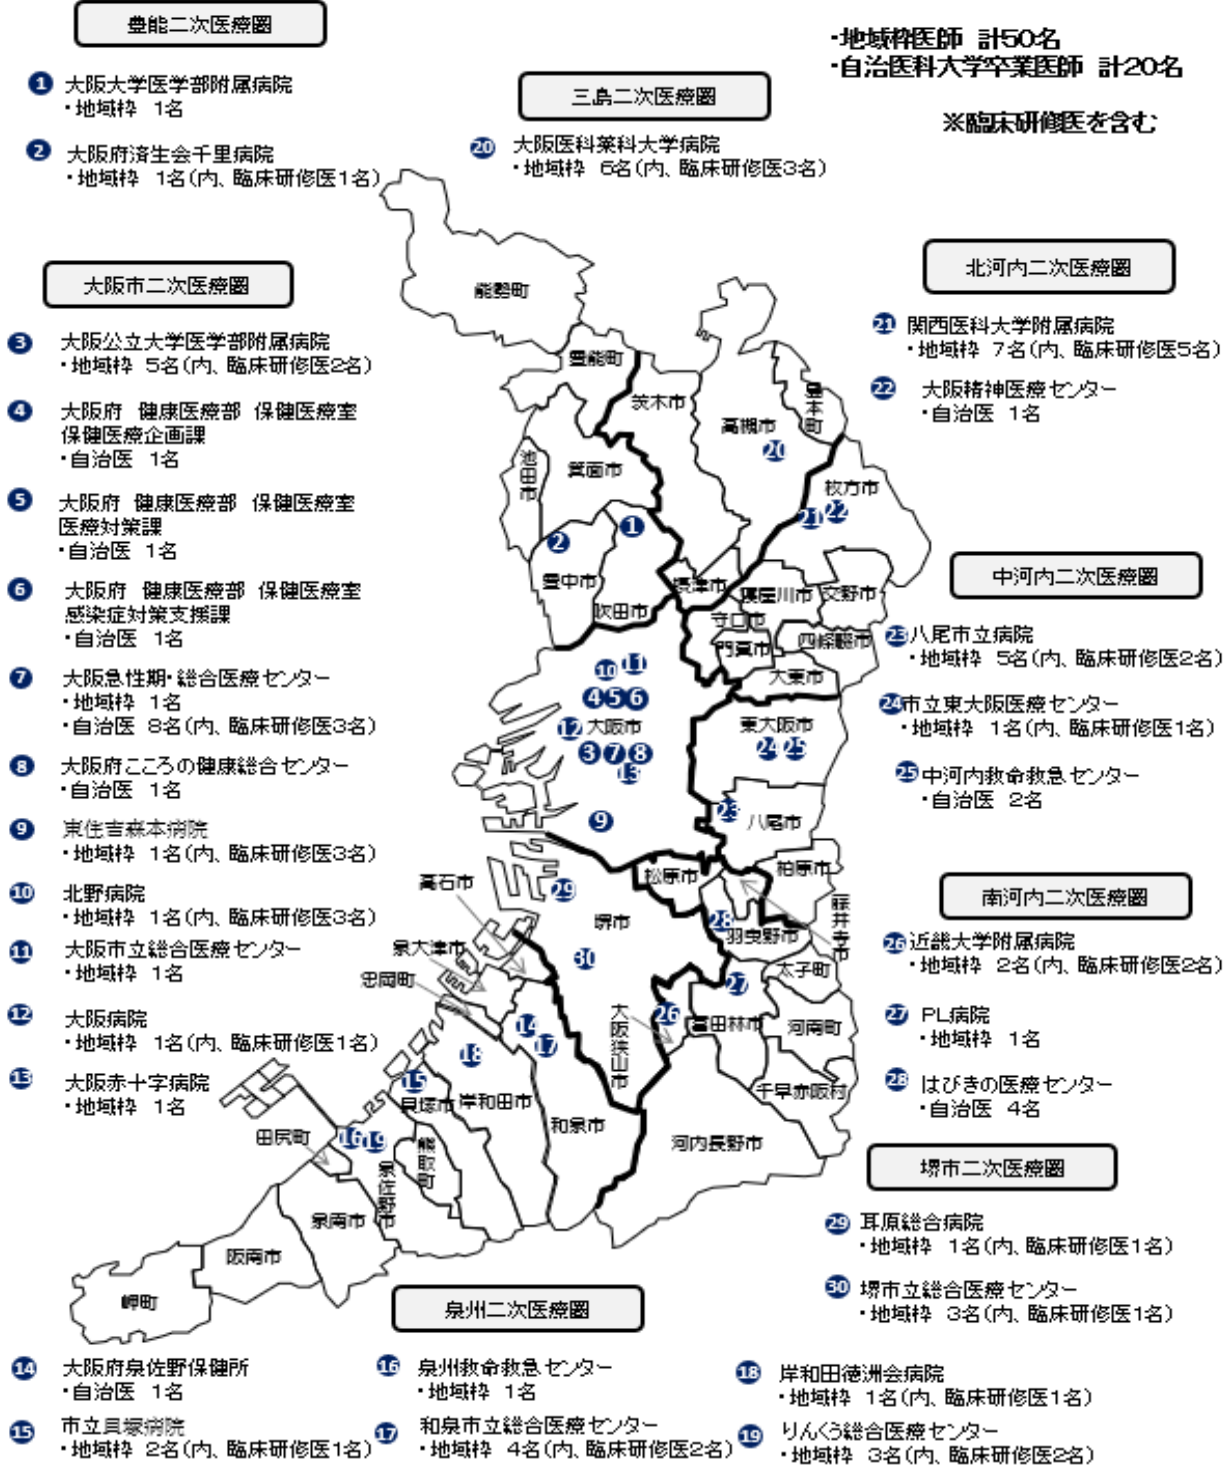 豊能二次医療圏
・地域枠医師 計50名
・自治医科大学卒業医師 計20名
※臨床研修医を含む
1 大阪大学医学部附属病院
・地域枠 1名
2 大阪府済生会千里病院
・地域枠 1名(内、臨床研修医1名)
三島二次医療圏
20 大阪医科薬科大学病院
・地域枠 6名(内、臨床研修医3名)
大阪市二次医療圏
3 大阪公立大学医学部附属病院
・地域枠 5名(内、臨床研修医2名)
4 大阪府 健康医療部 保健医療室
保健医療企画課
・自治医 1名
5 大阪府 健康医療部 保健医療室
医療対策課
・自治医 1名
6 大阪府 健康医療部 保健医療室
感染症対策支援課
・自治医 1名
7 大阪急性期・総合医療センター
・地域枠 1名
・自治医 8名(内、臨床研修医3名)
8 大阪府こころの健康総合センター
・自治医 1名
9 東住吉森本病院
・地域枠 1名(内、臨床研修医3名)
10 北野病院
・地域枠 1名(内、臨床研修医3名)
11 大阪市立総合医療センター
・地域枠 1名
12 大阪病院
・地域枠 1名(内、臨床研修医1名)
13 大阪赤十字病院
・地域枠 1名
北河内二次医療圏
21 関西医科大学附属病院
・地域枠 7名(内、臨床研修医5名)
22 大阪精神医療センター
・自治医 1名
中河内二次医療圏
23 八尾市立病院
・地域枠 5名(内、臨床研修医2名)
24 市立東大阪医療センター
・地域枠 1名(内、臨床研修医1名)
25 中河内救命救急センター
・自治医 2名
南河内二次医療圏
26 近畿大学附属病院
・地域枠 2名(内、臨床研修医2名)
27 PL病院
・地域枠 1名
28 はびきの医療センター
・自治医 4名
堺市二次医療圏
29 耳原総合病院
・地域枠 1名(内、臨床研修医1名)
30 堺市立総合医療センター
・地域枠 3名(内、臨床研修医1名)
能勢町
豊能町
茨木市
高槻市
島本町
20
池田市
箕面市
枚方市
21 22
1
2
豊中市
吹田市
摂津市
寝屋川市
交野市
守口市
門真市
四條畷市
大東市
10 11
4 5 6
12 大阪市
3 7 8
13
9
東大阪市
24 25
23
八尾市
柏原市
松原市
藤井寺市
高石市
29
堺市
28
羽曳野市
泉大津市
30
忠岡町
太子町
27
26
富田林市
河南町
大阪狭山市
千早赤阪村
14
17
18
15
貝塚市
岸和田市
和泉市
河内長野市
16 19
田尻町
熊取町
泉佐野市
泉南市
阪南市
岬町
泉州二次医療圏
14 大阪府泉佐野保健所
・自治医 1名
15 市立貝塚病院
・地域枠 2名(内、臨床研修医1名)
16 泉州救命救急センター
・地域枠 1名
17 和泉市立総合医療センター
・地域枠 4名(内、臨床研修医2名)
18 岸和田徳洲会病院
・地域枠 1名(内、臨床研修医1名)
19 りんくう総合医療センター
・地域枠 3名(内、臨床研修医2名)